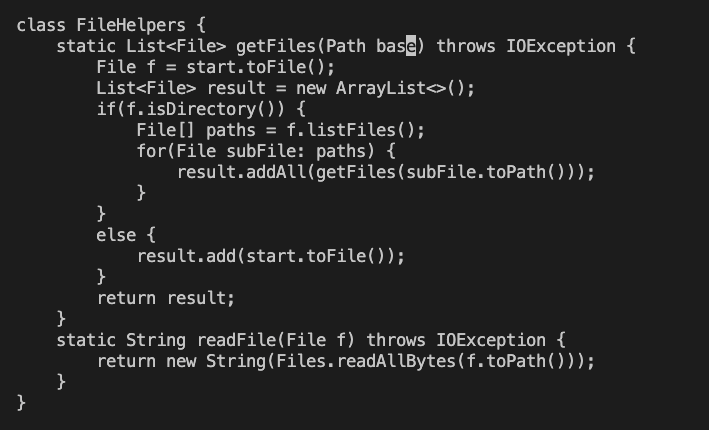 class FileHelpers {
    static List<File> getFiles(Path base) throws IOException {
        File f = start.toFile();
        List<File> result = new ArrayList<>();
        if(f.isDirectory()) {
            File[] paths = f.listFiles();
            for(File subFile: paths) {
                result.addAll(getFiles(subFile.toPath()));
            }
        }
        else {
            result.add(start.toFile());
        }
        return result;
    }
    static String readFile(File f) throws IOException {
        return new String(Files.readAllBytes(f.toPath()));
    }
}